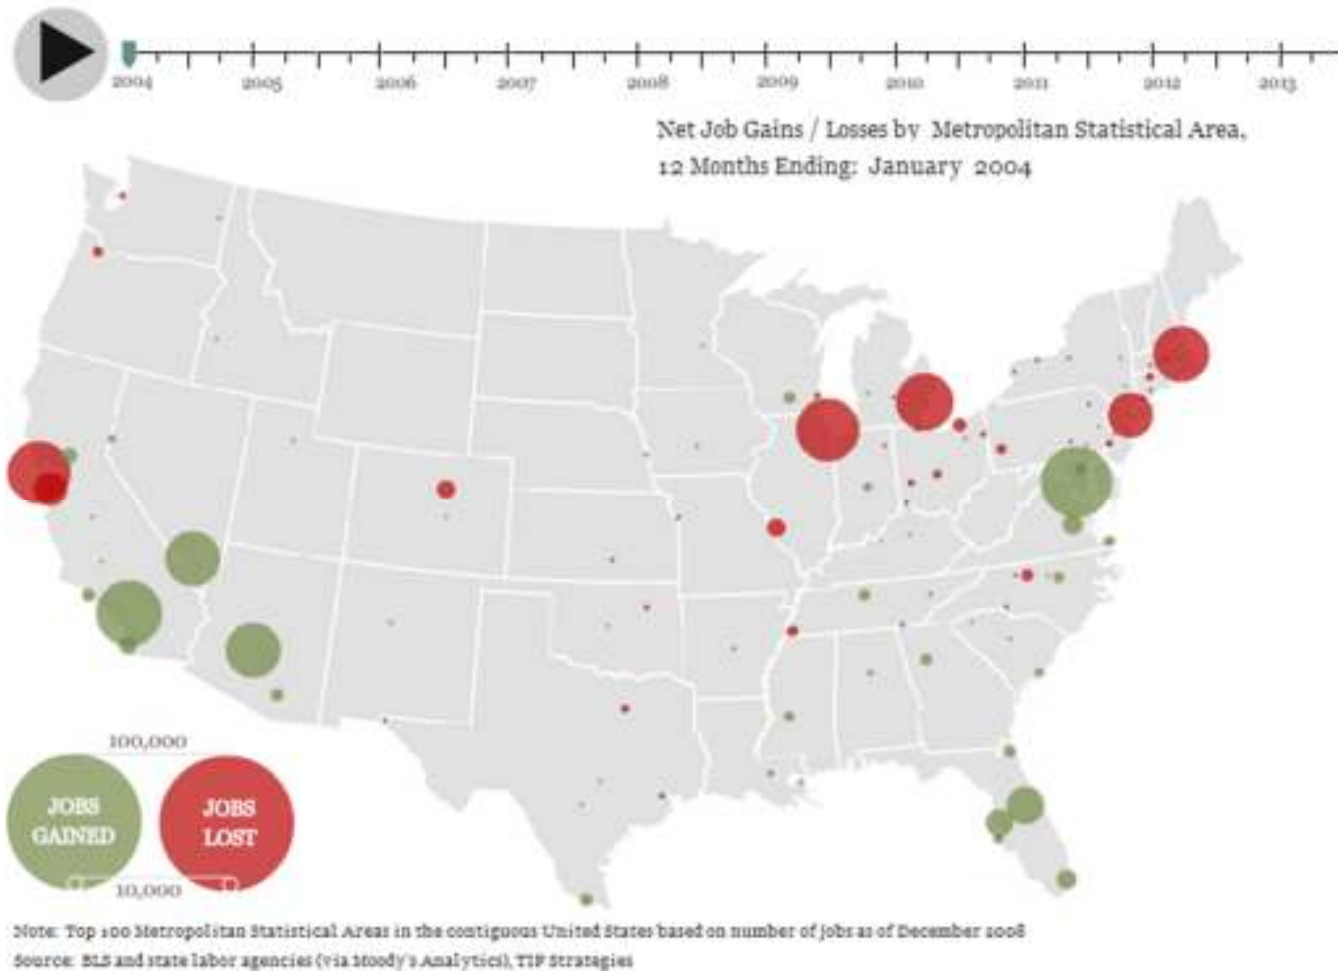 2004 2005 2006 2007 2008 2009 2010 2011 2012 2013
Net Job Gains / Losses by Metropolitan Statistical Area,
12 Months Ending: January 2004
100,000
JOBS GAINED
JOBS LOST
10,000
Note: Top 100 Metropolitan Statistical Areas in the contiguous United States based on number of jobs as of December 2008
Source: BLS and state labor agencies (via Moody's Analytics), TIP Strategies